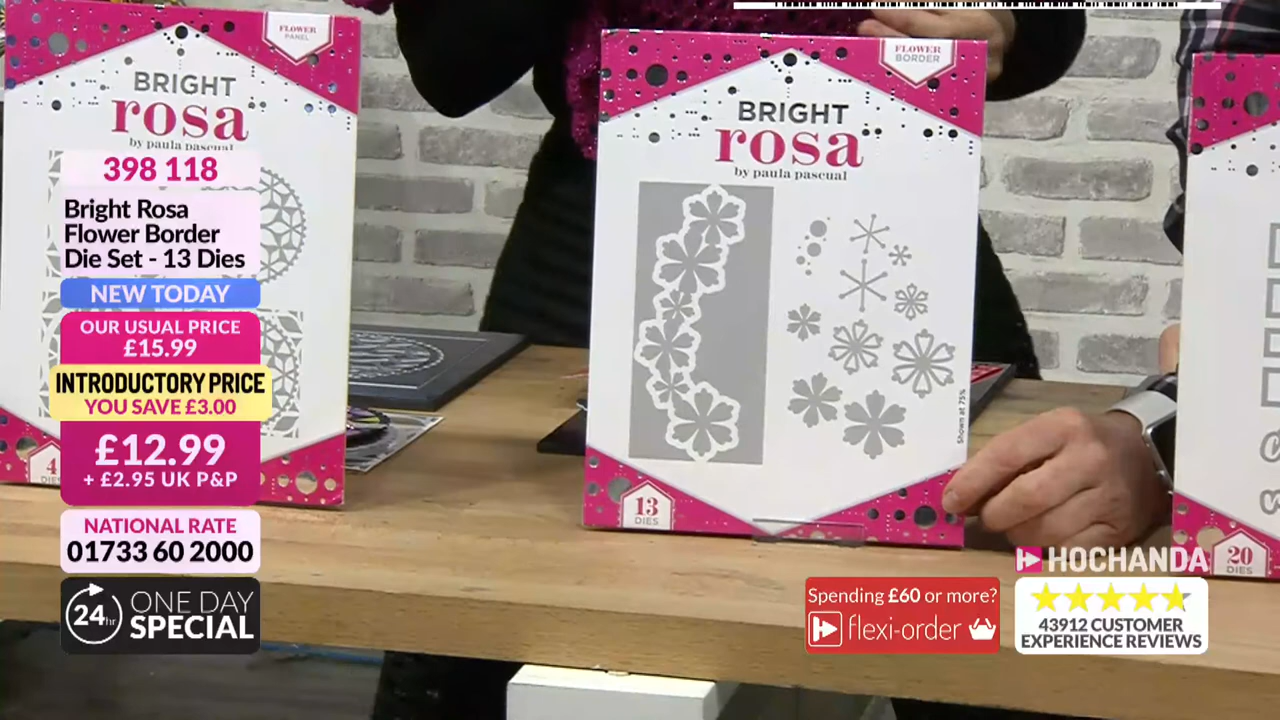 FLOWER
PANEL
BRIGHT
rosa
by paula pascual
398 118
Bright Rosa
Flower Border
Die Set - 13 Dies
NEW TODAY
OUR USUAL PRICE
£15.99
INTRODUCTORY PRICE
YOU SAVE £3.00
£12.99
+ £2.95 UK P&P
NATIONAL RATE
01733 60 2000
24hr
ONE DAY
SPECIAL
4
FLOWER
BORDER
BRIGHT
rosa
by paula pascual
Shown at 75%
13
DIES
20
DIES
HOCHANDA
Spending £60 or more?
flexi-order
43912 CUSTOMER
EXPERIENCE REVIEWS